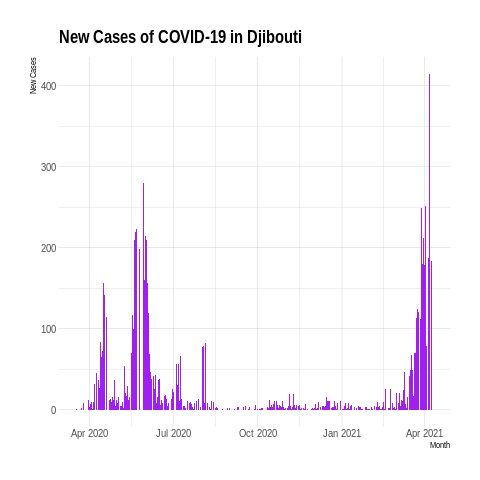 New Cases of COVID-19 in Djibouti
New Cases
400
300
200
100
0
Apr 2020 Jul 2020 Oct 2020 Jan 2021 Apr 2021
Month